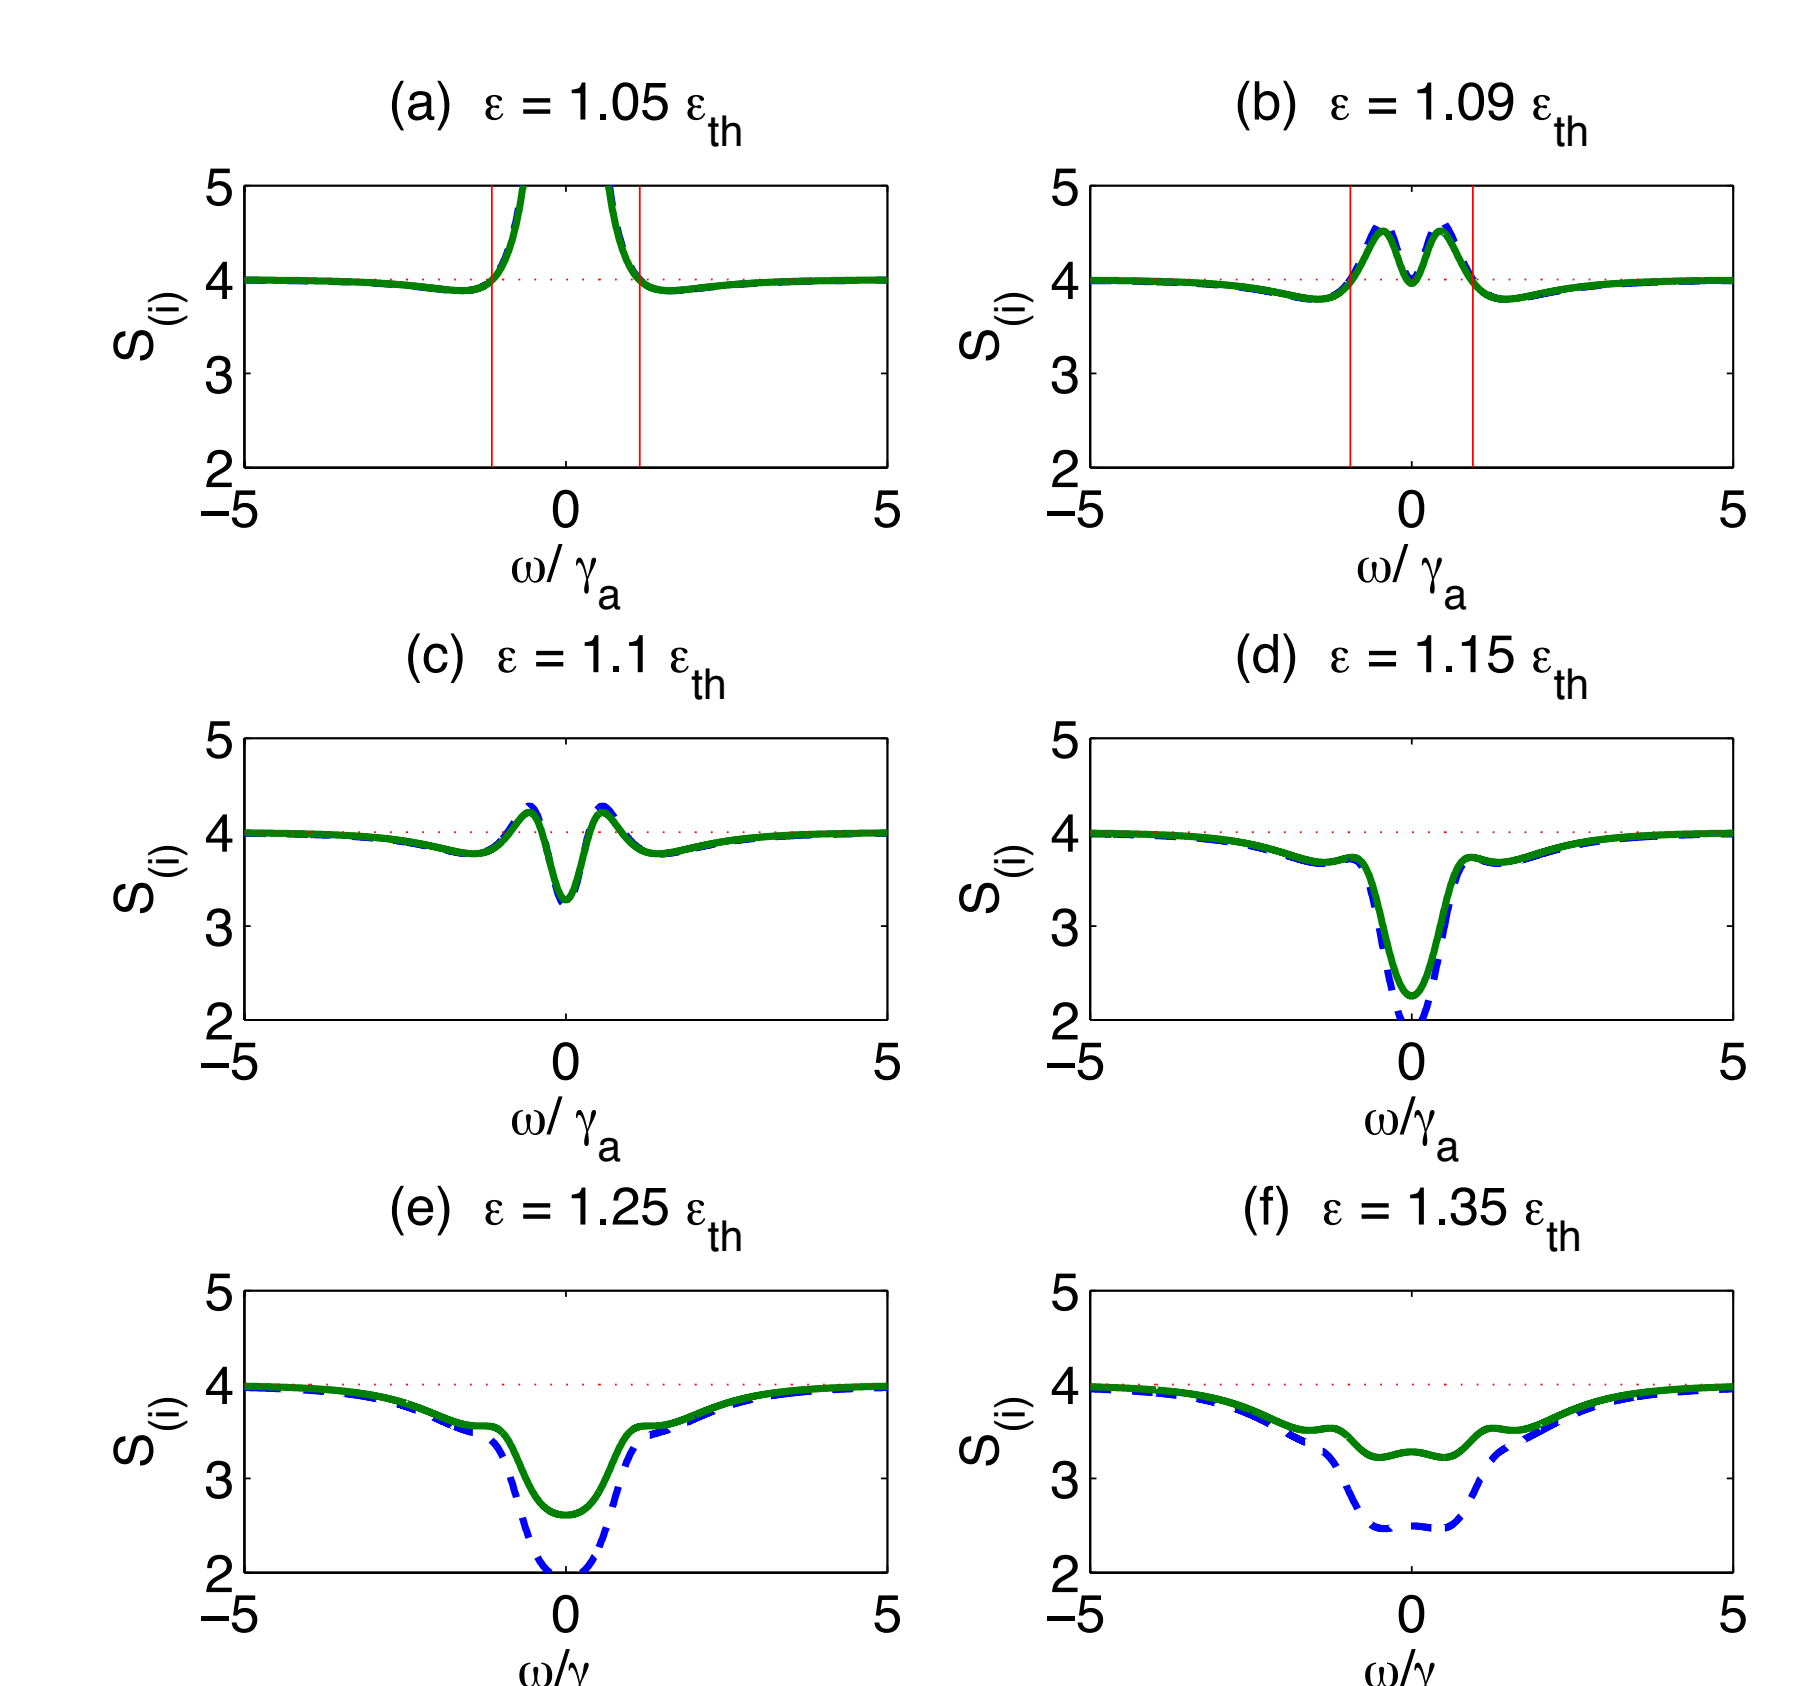 (a) ε = 1.05 ε_th
5
4
3
2
S_(i)
−5 0 5
ω/ γ_a
(b) ε = 1.09 ε_th
5
4
3
2
S_(i)
−5 0 5
ω/ γ_a
(c) ε = 1.1 ε_th
5
4
3
2
S_(i)
−5 0 5
ω/ γ_a
(d) ε = 1.15 ε_th
5
4
3
2
S_(i)
−5 0 5
ω/γ_a
(e) ε = 1.25 ε_th
5
4
3
2
S_(i)
−5 0 5
ω/γ
(f) ε = 1.35 ε_th
5
4
3
2
S_(i)
−5 0 5
ω/γ